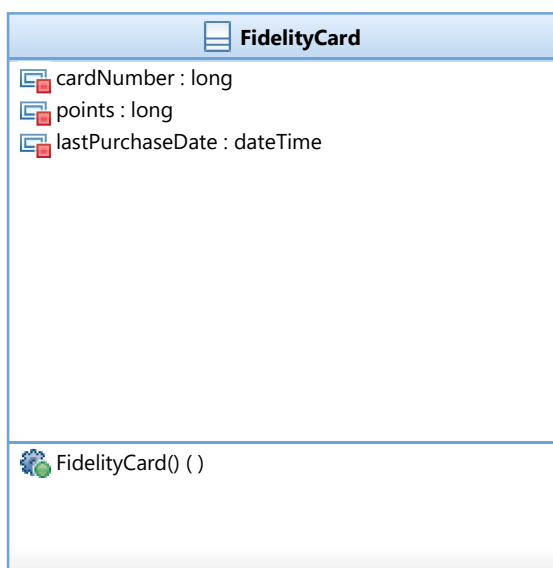 FidelityCard
cardNumber : long
points : long
lastPurchaseDate : dateTime
FidelityCard() ( )